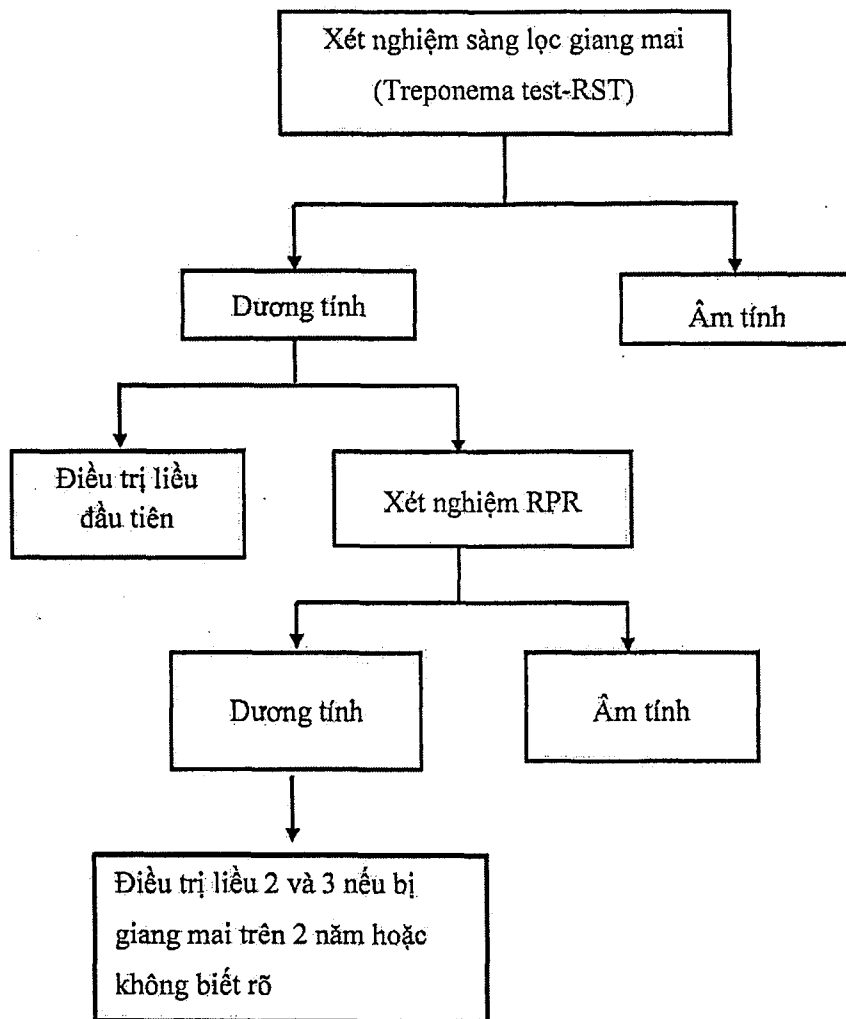 Xét nghiệm sàng lọc giang mai
(Treponema test-RST)
Dương tính
Âm tính
Điều trị liều
đầu tiên
Xét nghiệm RPR
Dương tính
Âm tính
Điều trị liều 2 và 3 nếu bị
giang mai trên 2 năm hoặc
không biết rõ